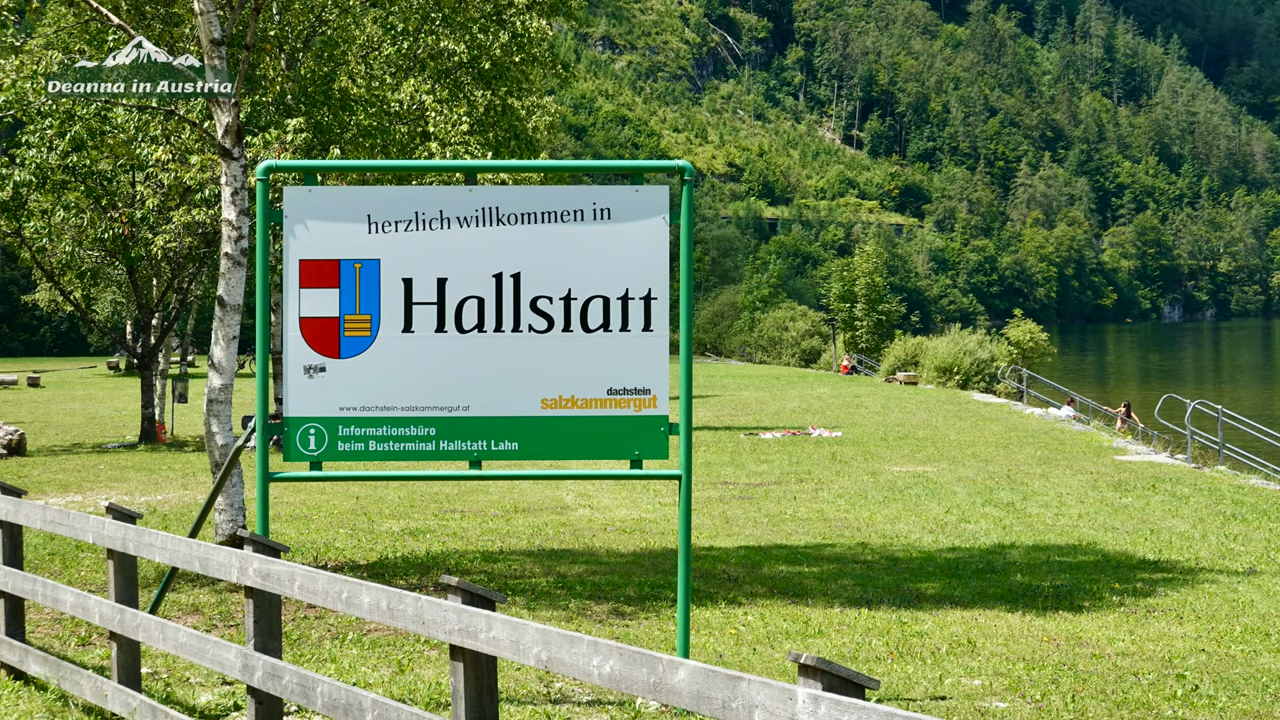 Deanna in Austria
herzlich willkommen in
Hallstatt
www.dachstein-salzkammergut.at
dachstein
salzkammergut
i
Informationsbüro
beim Busterminal Hallstatt Lahn